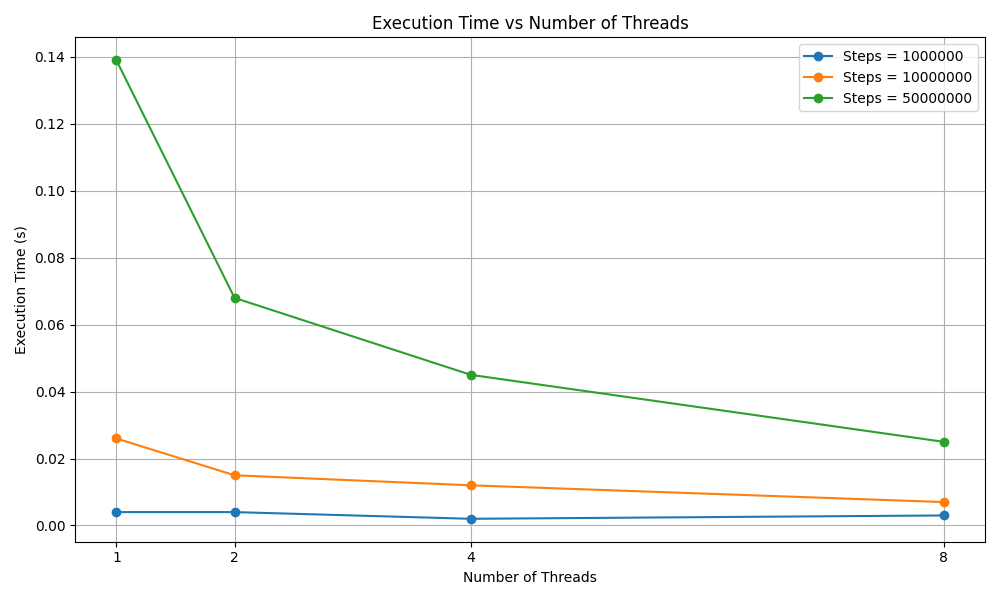 Execution Time vs Number of Threads
Steps = 1000000
Steps = 10000000
Steps = 50000000
Execution Time (s)
0.14
0.12
0.10
0.08
0.06
0.04
0.02
0.00
1 2 4 8
Number of Threads